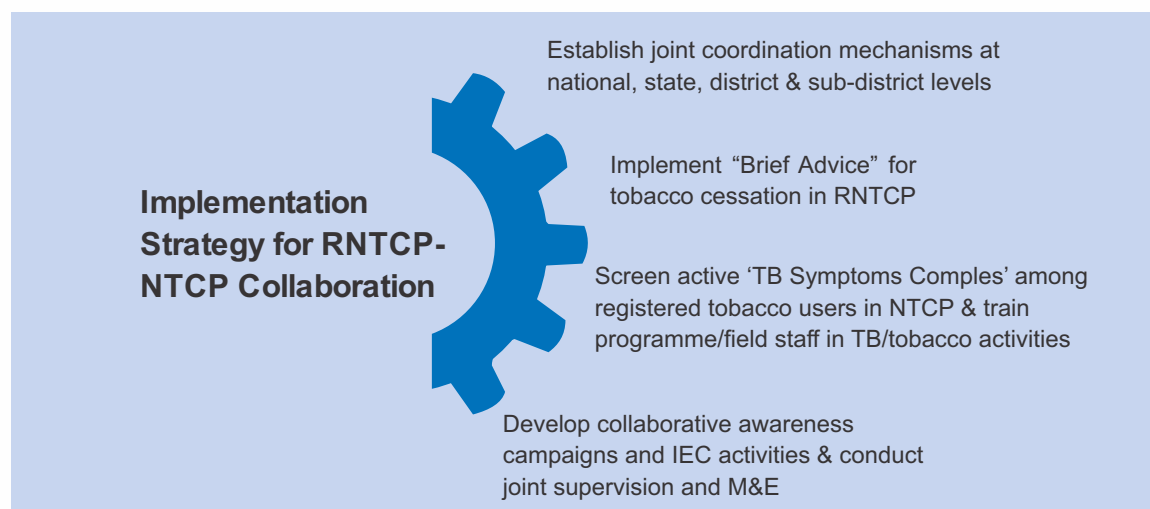 Establish joint coordination mechanisms at
national, state, district & sub-district levels
Implement “Brief Advice” for
tobacco cessation in RNTCP
Implementation
Strategy for RNTCP-
NTCP Collaboration
Screen active ‘TB Symptoms Comples’ among
registered tobacco users in NTCP & train
programme/field staff in TB/tobacco activities
Develop collaborative awareness
campaigns and IEC activities & conduct
joint supervision and M&E